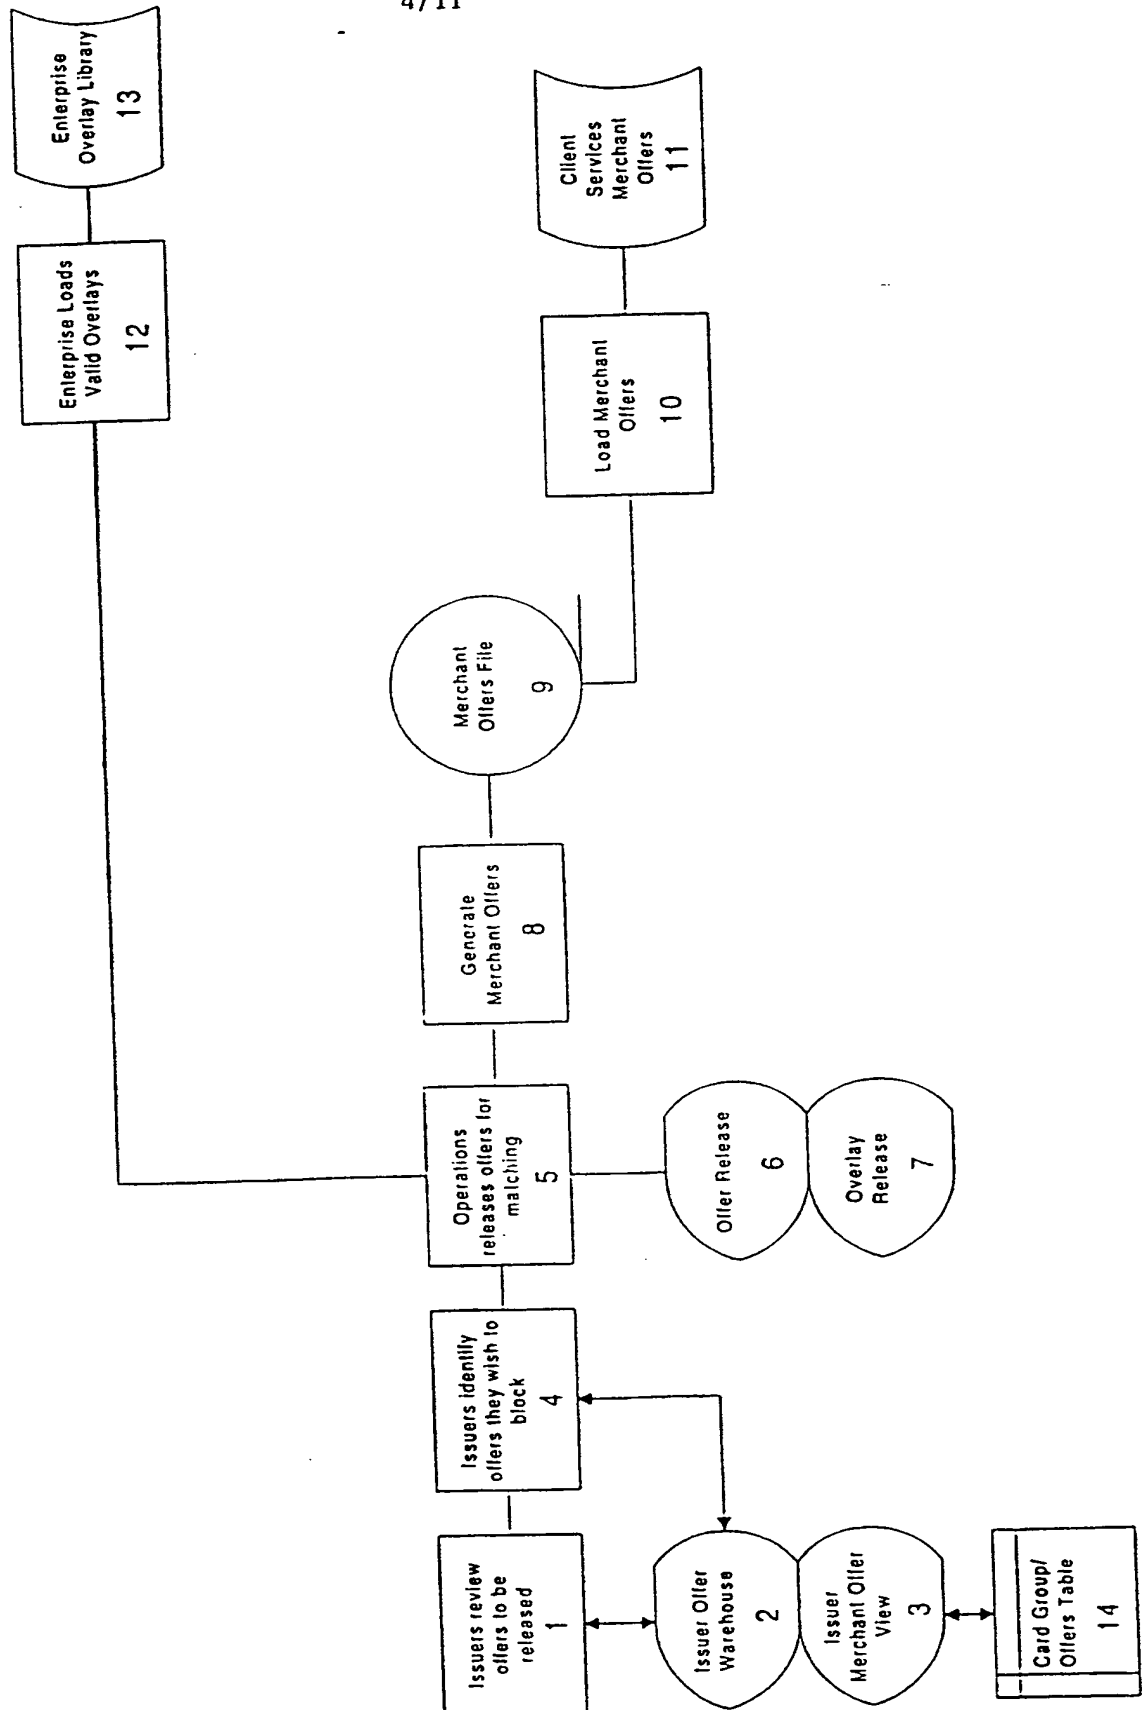 4/11
Enterprise
Overlay Library
13
Enterprise Loads
Valid Overlays
12
Client
Services
Merchant
Offers
11
Load Merchant
Offers
10
Merchant
Offers File
9
Generate
Merchant Offers
8
Operations
releases offers for
matching
5
Offer Release
6
Overlay
Release
7
Issuers identify
offers they wish to
block
4
Issuers review
offers to be
released
1
Issuer Offer
Warehouse
2
Issuer
Merchant Offer
View
3
Card Group/
Offers Table
14